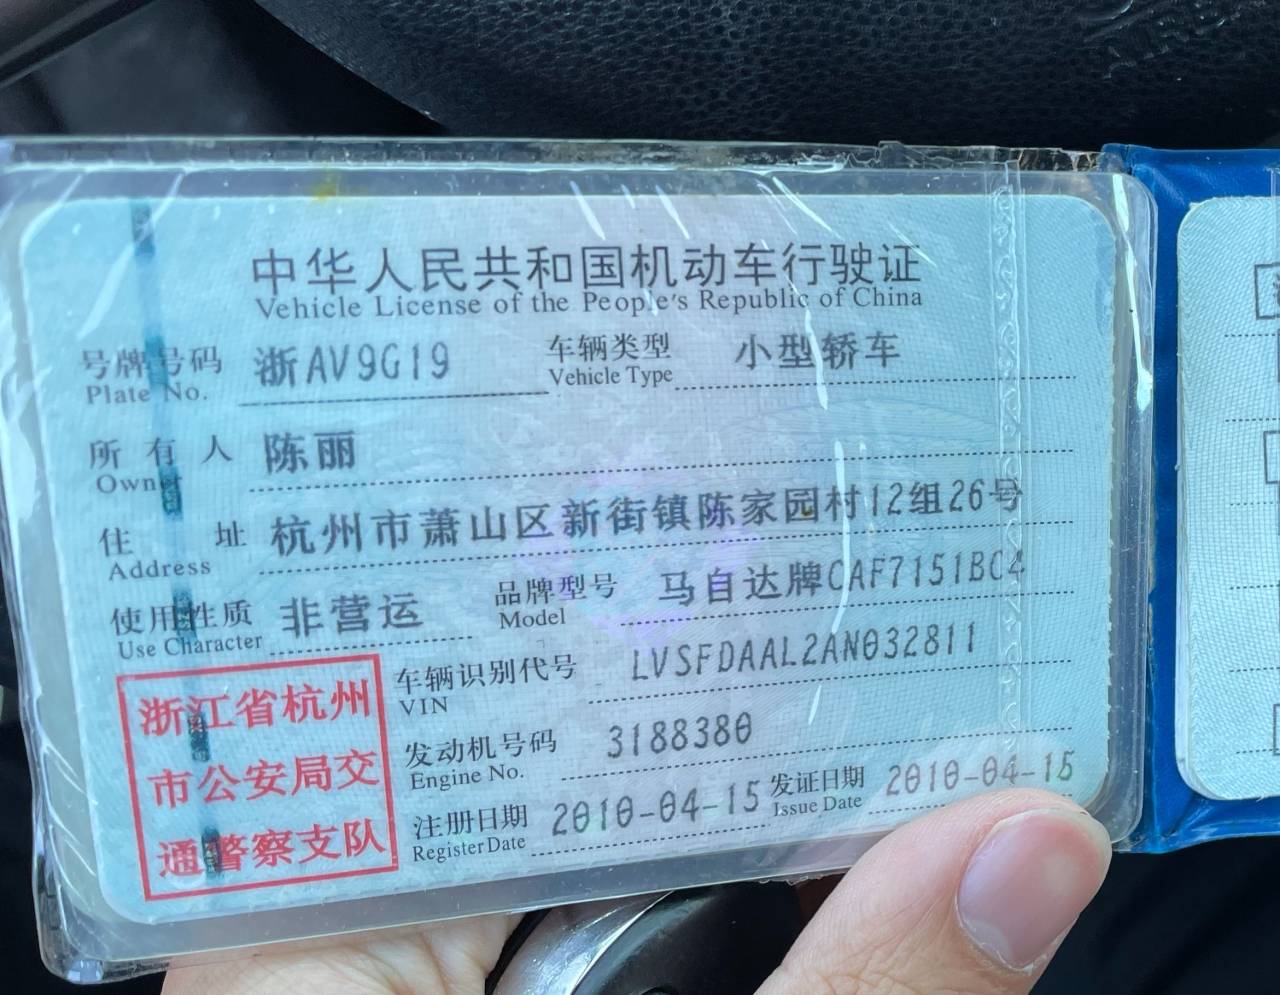 中华人民共和国机动车行驶证
Vehicle License of the People's Republic of China
号牌号码 浙AV9G19 车辆类型 小型轿车
Plate No. Vehicle Type
所有人 陈丽
Owner
住址 杭州市萧山区新街镇陈家园村12组26号
Address
使用性质 非营运 品牌型号 马自达牌CAF7151BC4
Use Character Model
车辆识别代号 LVSFDAAL2AN032811
VIN
发动机号码 3188380
Engine No.
注册日期 2010-04-15 发证日期 2010-04-15
Register Date Issue Date
浙江省杭州
市公安局交
通警察支队